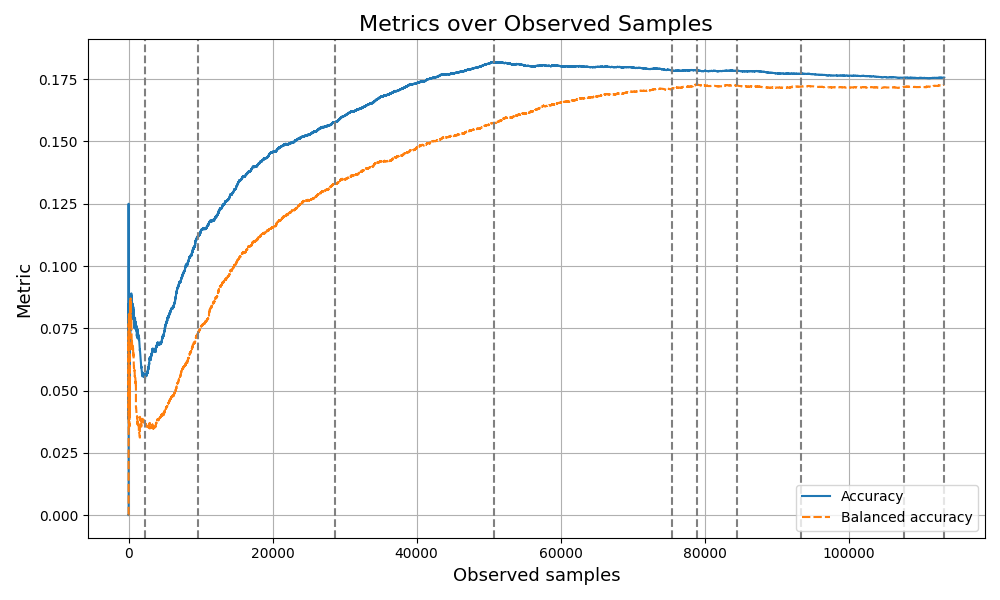 Metrics over Observed Samples
Metric
0.175
0.150
0.125
0.100
0.075
0.050
0.025
0.000
Accuracy
Balanced accuracy
0
20000
40000
60000
80000
100000
Observed samples